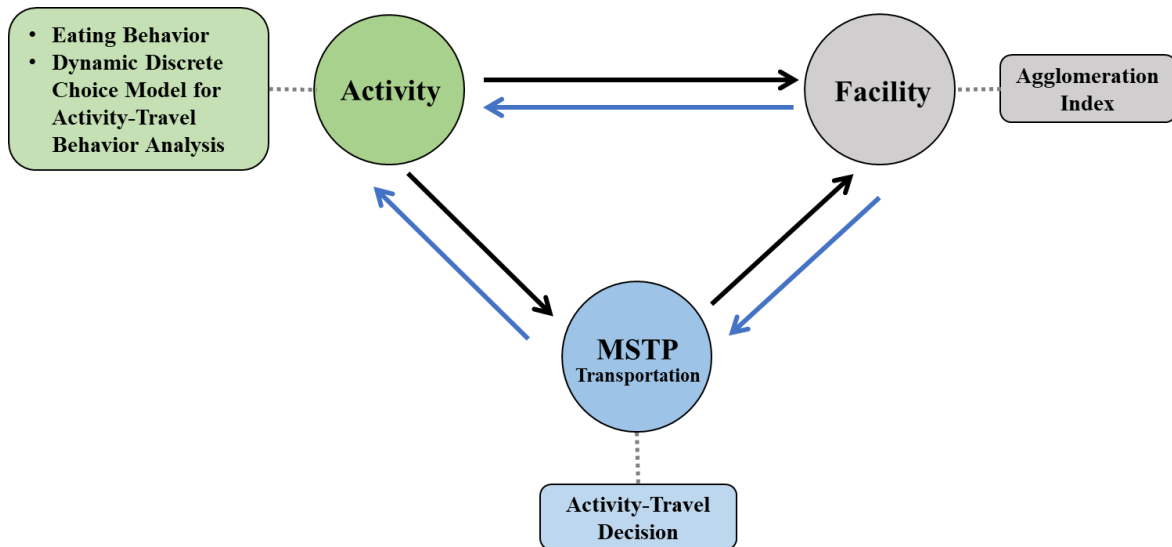 • Eating Behavior
• Dynamic Discrete
Choice Model for
Activity-Travel
Behavior Analysis
Activity
Facility
Agglomeration
Index
MSTP
Transportation
Activity-Travel
Decision